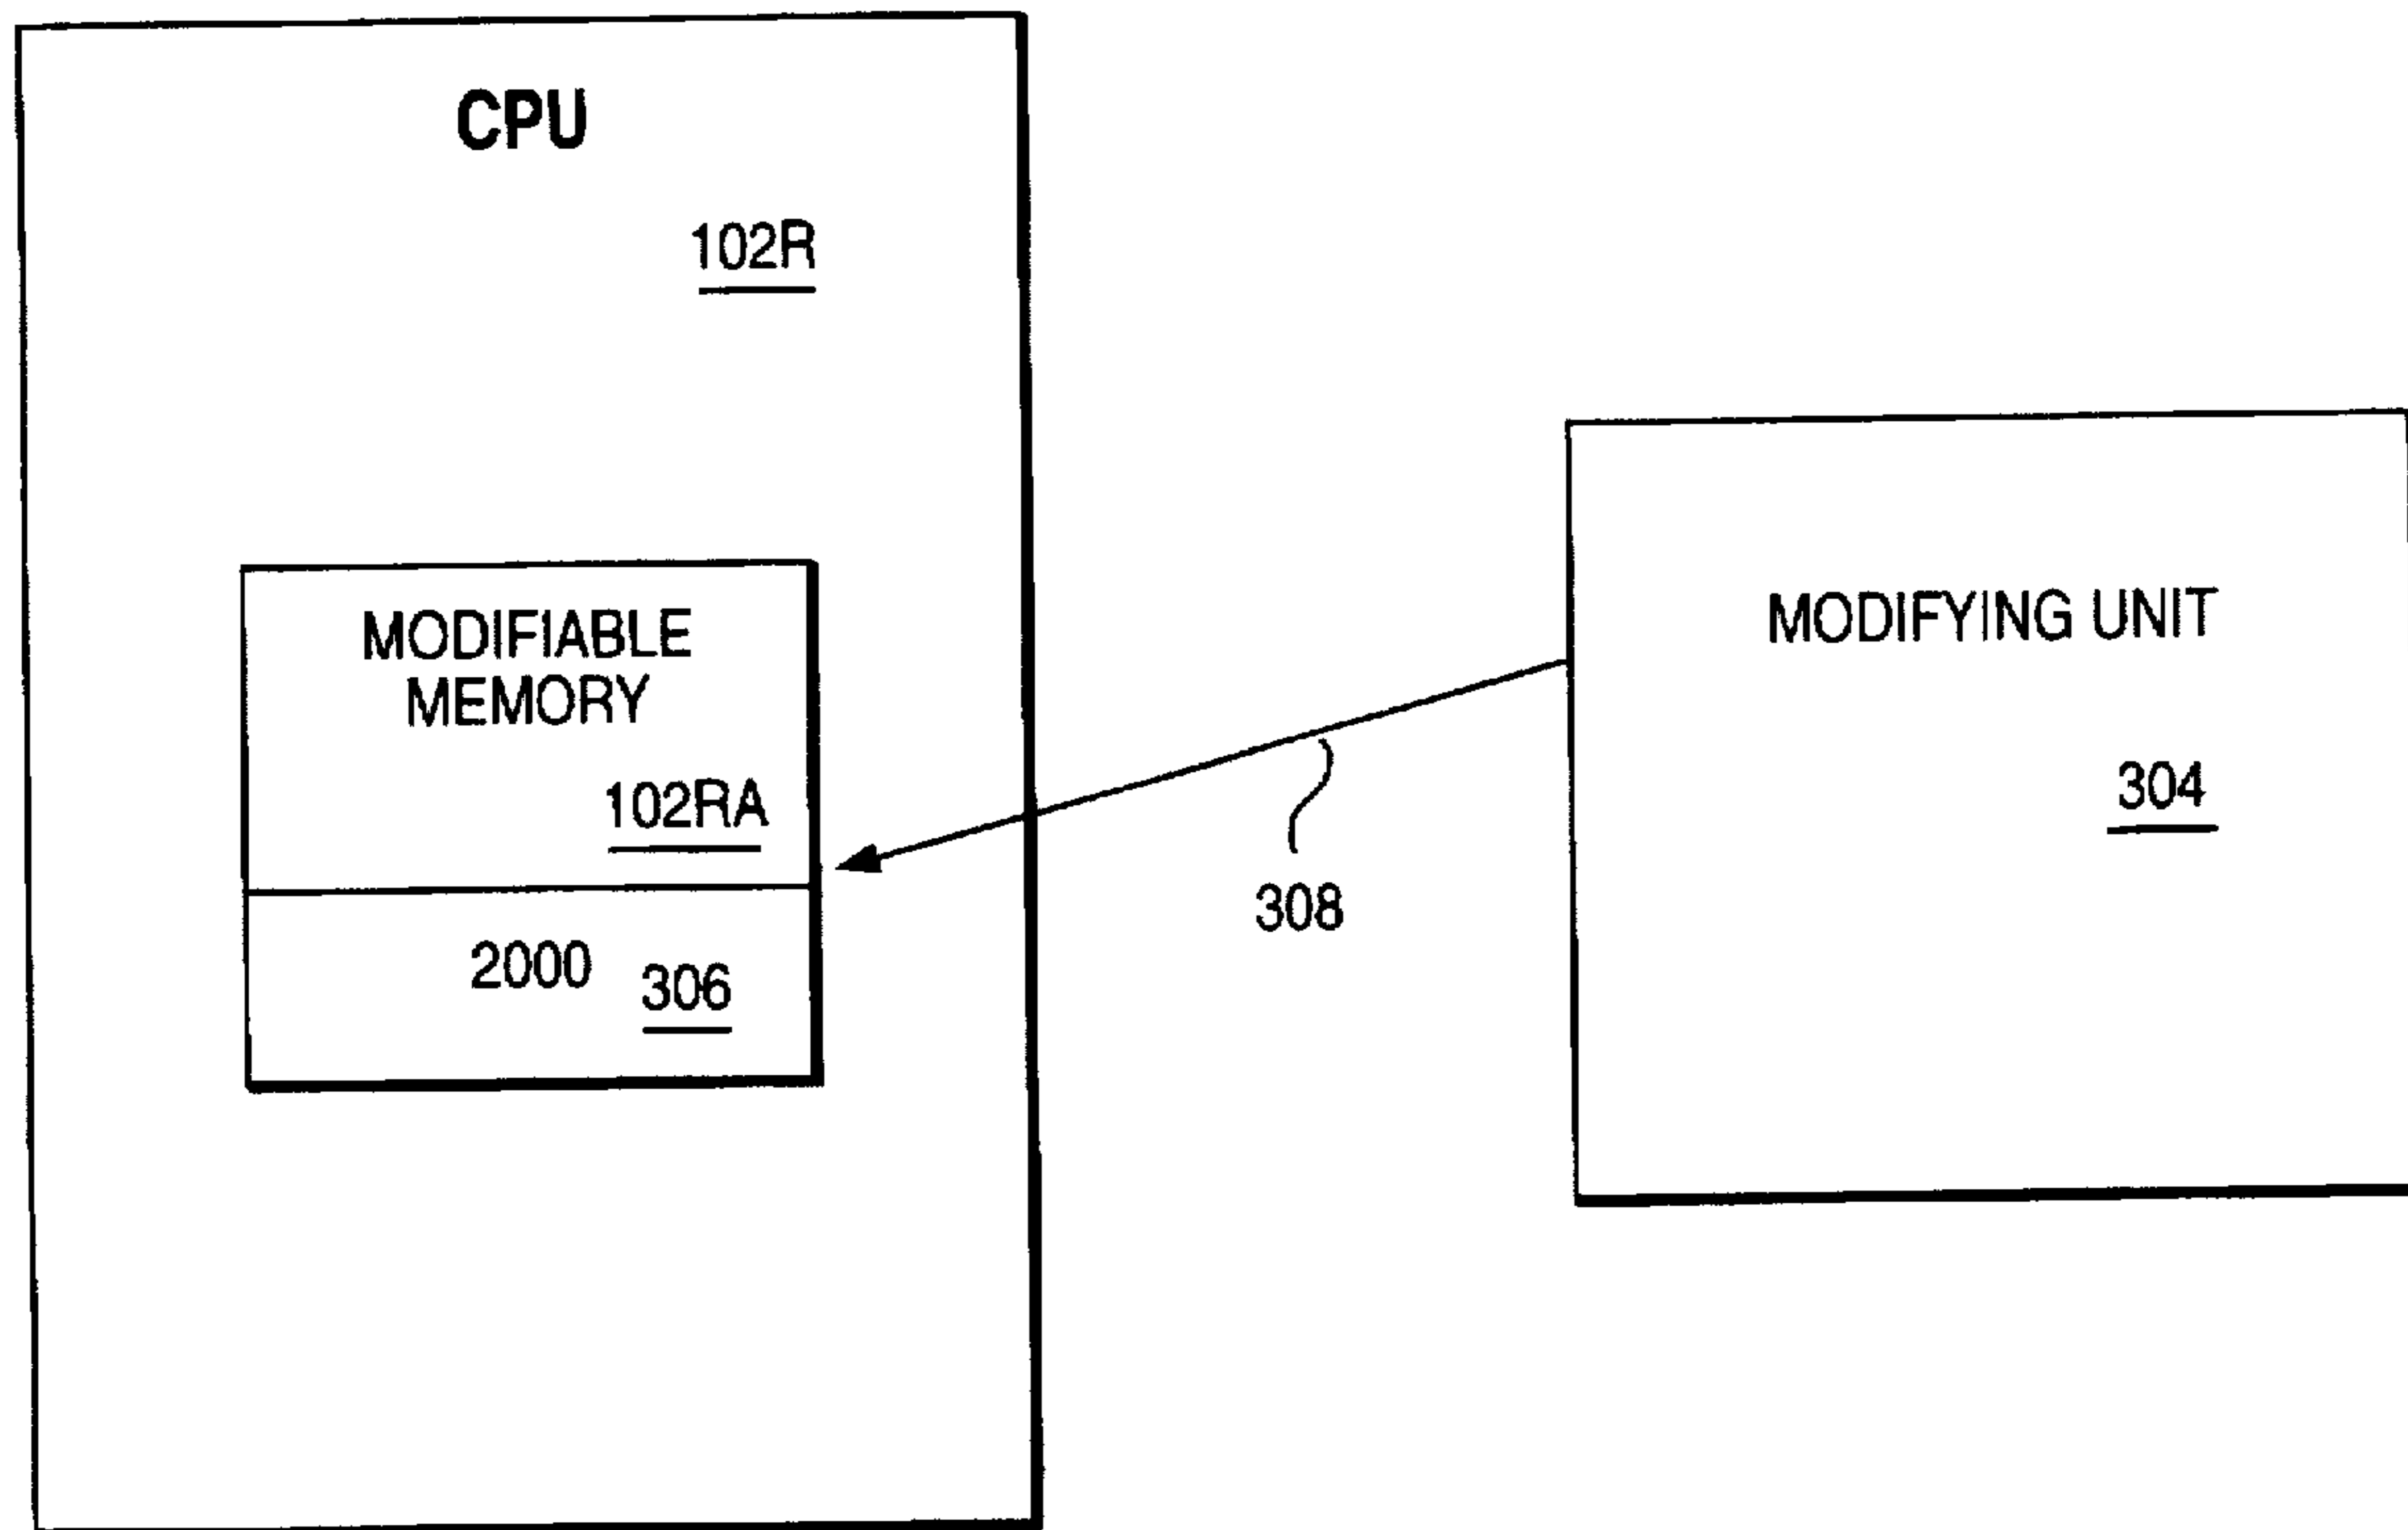 CPU
102R
MODIFIABLE
MEMORY
102RA
2000 306
308
MODIFYING UNIT
304